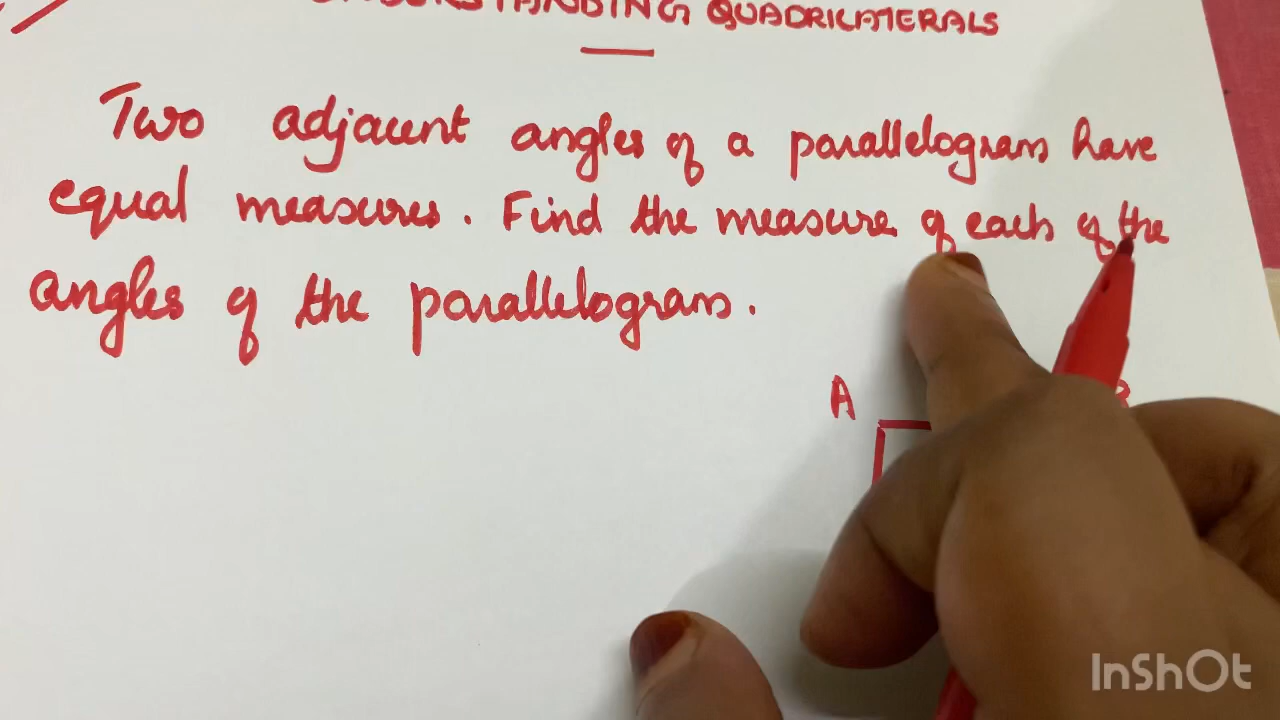 QUADRILATERALS
Two adjacent angles of a parallelogram have
equal measures. Find the measure of each of the
angles of the parallelogram.
A
InShOt